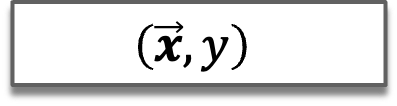 (x⃗, y)